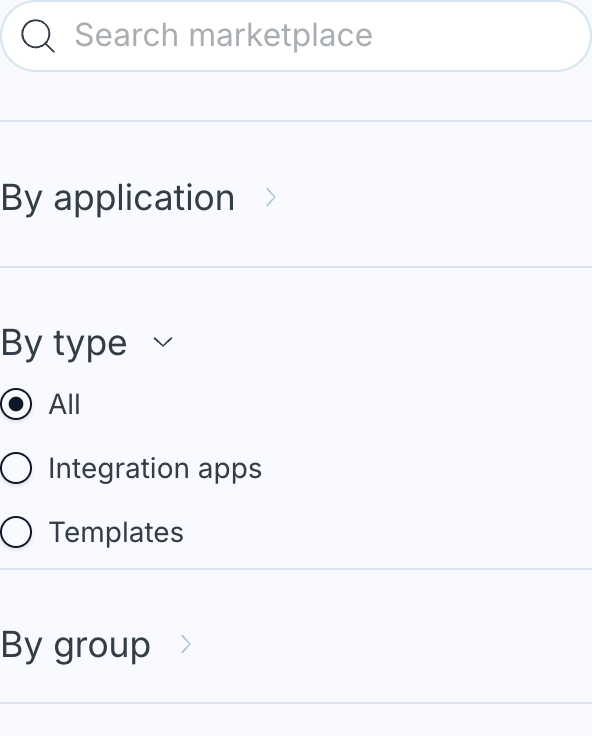 Search marketplace
By application
By type
All
Integration apps
Templates
By group